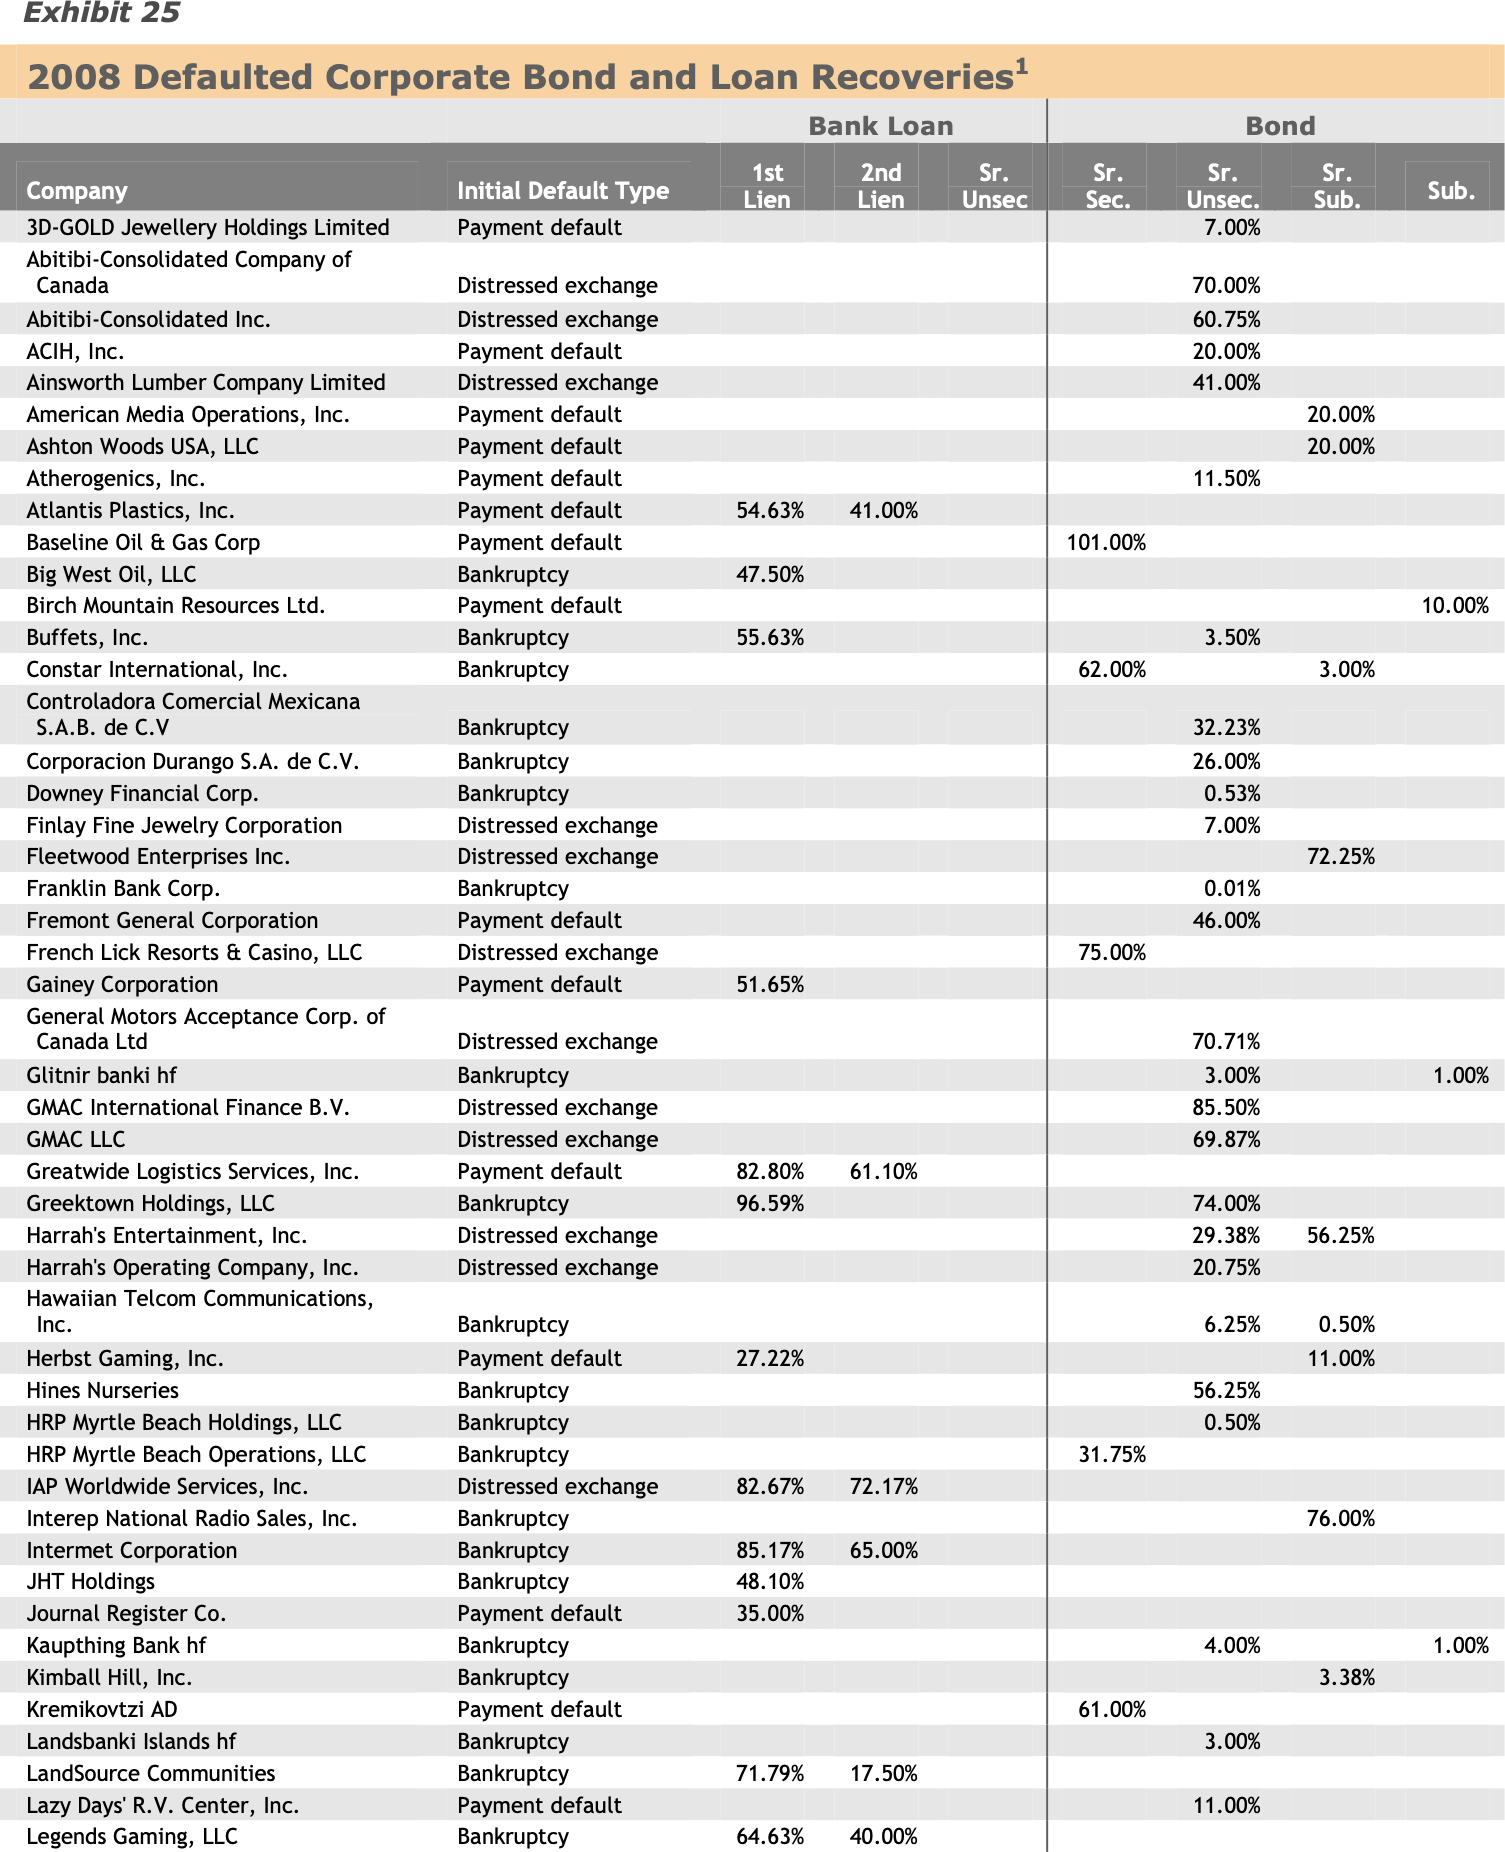 Exhibit 25
2008 Defaulted Corporate Bond and Loan Recoveries1
Bank Loan Bond
Company Initial Default Type 1st Lien 2nd Lien Sr. Unsec Sr. Sec. Sr. Unsec. Sr. Sub. Sub.
3D-GOLD Jewellery Holdings Limited Payment default 7.00%
Abitibi-Consolidated Company of
Canada Distressed exchange 70.00%
Abitibi-Consolidated Inc. Distressed exchange 60.75%
ACIH, Inc. Payment default 20.00%
Ainsworth Lumber Company Limited Distressed exchange 41.00%
American Media Operations, Inc. Payment default 20.00%
Ashton Woods USA, LLC Payment default 20.00%
Atherogenics, Inc. Payment default 11.50%
Atlantis Plastics, Inc. Payment default 54.63% 41.00%
Baseline Oil & Gas Corp Payment default 101.00%
Big West Oil, LLC Bankruptcy 47.50%
Birch Mountain Resources Ltd. Payment default 10.00%
Buffets, Inc. Bankruptcy 55.63% 3.50%
Constar International, Inc. Bankruptcy 62.00% 3.00%
Controladora Comercial Mexicana
S.A.B. de C.V Bankruptcy 32.23%
Corporacion Durango S.A. de C.V. Bankruptcy 26.00%
Downey Financial Corp. Bankruptcy 0.53%
Finlay Fine Jewelry Corporation Distressed exchange 7.00%
Fleetwood Enterprises Inc. Distressed exchange 72.25%
Franklin Bank Corp. Bankruptcy 0.01%
Fremont General Corporation Payment default 46.00%
French Lick Resorts & Casino, LLC Distressed exchange 75.00%
Gainey Corporation Payment default 51.65%
General Motors Acceptance Corp. of
Canada Ltd Distressed exchange 70.71%
Glitnir banki hf Bankruptcy 3.00% 1.00%
GMAC International Finance B.V. Distressed exchange 85.50%
GMAC LLC Distressed exchange 69.87%
Greatwide Logistics Services, Inc. Payment default 82.80% 61.10%
Greektown Holdings, LLC Bankruptcy 96.59% 74.00%
Harrah's Entertainment, Inc. Distressed exchange 29.38% 56.25%
Harrah's Operating Company, Inc. Distressed exchange 20.75%
Hawaiian Telcom Communications,
Inc. Bankruptcy 6.25% 0.50%
Herbst Gaming, Inc. Payment default 27.22% 11.00%
Hines Nurseries Bankruptcy 56.25%
HRP Myrtle Beach Holdings, LLC Bankruptcy 0.50%
HRP Myrtle Beach Operations, LLC Bankruptcy 31.75%
IAP Worldwide Services, Inc. Distressed exchange 82.67% 72.17%
Interep National Radio Sales, Inc. Bankruptcy 76.00%
Intermet Corporation Bankruptcy 85.17% 65.00%
JHT Holdings Bankruptcy 48.10%
Journal Register Co. Payment default 35.00%
Kaupthing Bank hf Bankruptcy 4.00% 1.00%
Kimball Hill, Inc. Bankruptcy 3.38%
Kremikovtzi AD Payment default 61.00%
Landsbanki Islands hf Bankruptcy 3.00%
LandSource Communities Bankruptcy 71.79% 17.50%
Lazy Days' R.V. Center, Inc. Payment default 11.00%
Legends Gaming, LLC Bankruptcy 64.63% 40.00%